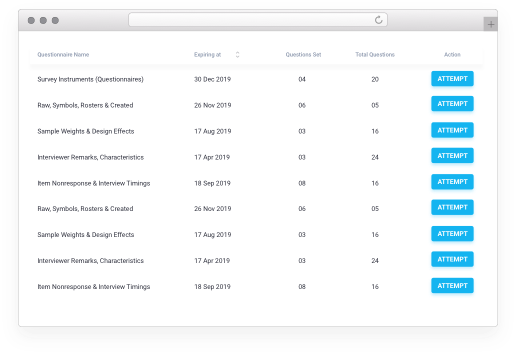 Questionnaire Name Expiring at Questions Set Total Questions Action
Survey Instruments (Questionnaires) 30 Dec 2019 04 20 ATTEMPT
Raw, Symbols, Rosters & Created 26 Nov 2019 06 05 ATTEMPT
Sample Weights & Design Effects 17 Aug 2019 03 16 ATTEMPT
Interviewer Remarks, Characteristics 17 Apr 2019 03 24 ATTEMPT
Item Nonresponse & Interview Timings 18 Sep 2019 08 16 ATTEMPT
Raw, Symbols, Rosters & Created 26 Nov 2019 06 05 ATTEMPT
Sample Weights & Design Effects 17 Aug 2019 03 16 ATTEMPT
Interviewer Remarks, Characteristics 17 Apr 2019 03 24 ATTEMPT
Item Nonresponse & Interview Timings 18 Sep 2019 08 16 ATTEMPT